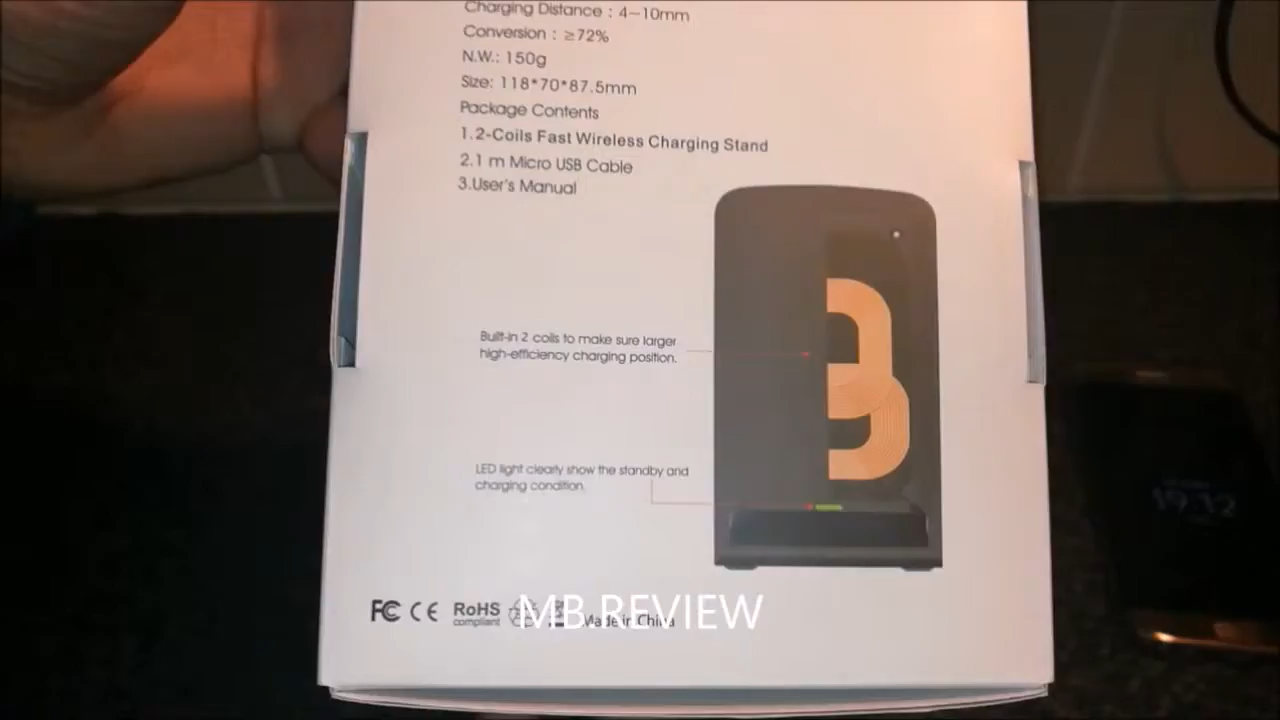 Charging Distance : 4-10mm
Conversion : ≥72%
N.W.: 150g
Size: 118*70*87.5mm
Package Contents
1.2-Coils Fast Wireless Charging Stand
2.1 m Micro USB Cable
3.User's Manual
Built-in 2 coils to make sure larger
high-efficiency charging position.
LED light clearly show the standby and
charging condition.
FC CE RoHS
compliant
Made in China
MB REVIEW
19:12